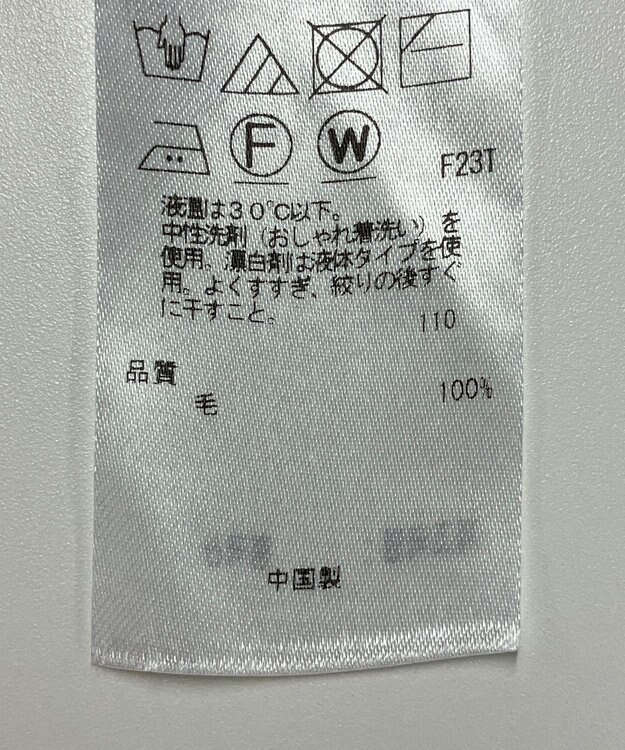 F
W
F23T
液温は30℃以下。
中性洗剤（おしゃれ着洗い）を
使用。漂白剤は液体タイプを使
用。よくすすぎ、絞りの後すぐ
に干すこと。
110
品質
毛 100%
中国製